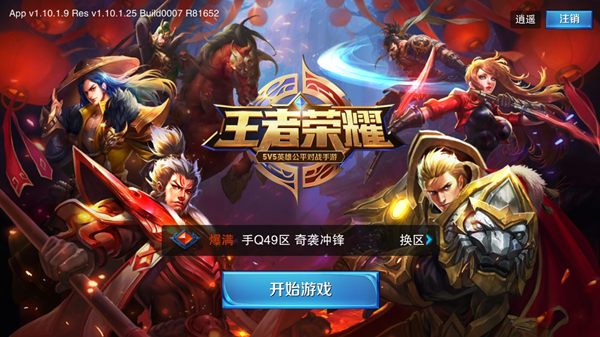 App v1.10.1.9 Res v1.10.1.25 Build0007 R81652
逍遥 注销
王者荣耀
5V5英雄公平对战手游
爆满 手Q49区 奇袭冲锋 换区
开始游戏